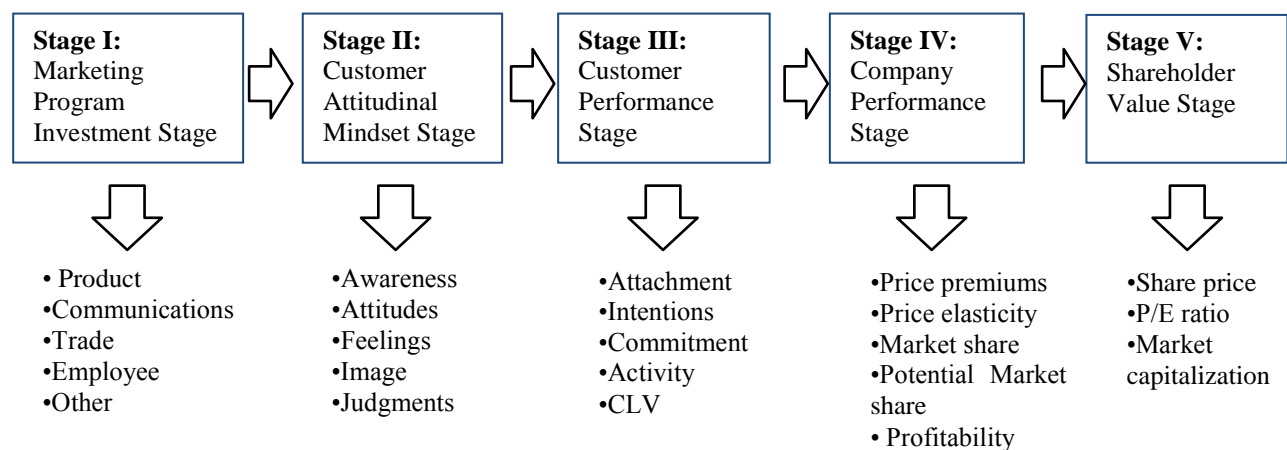 Stage I:
Marketing
Program
Investment Stage
Stage II:
Customer
Attitudinal
Mindset Stage
Stage III:
Customer
Performance
Stage
Stage IV:
Company
Performance
Stage
Stage V:
Shareholder
Value Stage
• Product
•Communications
•Trade
•Employee
•Other
•Awareness
•Attitudes
•Feelings
•Image
•Judgments
•Attachment
•Intentions
•Commitment
•Activity
•CLV
•Price premiums
•Price elasticity
•Market share
•Potential Market
share
• Profitability
•Share price
•P/E ratio
•Market
capitalization